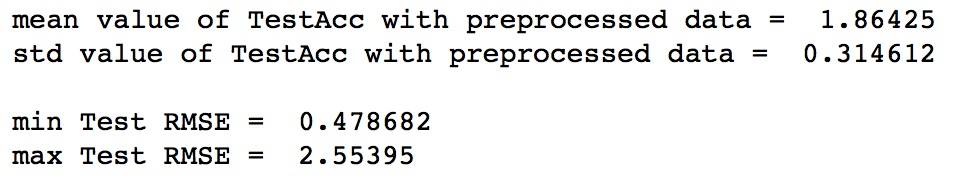 mean value of TestAcc with preprocessed data =  1.86425
std value of TestAcc with preprocessed data =  0.314612
min Test RMSE =  0.478682
max Test RMSE =  2.55395